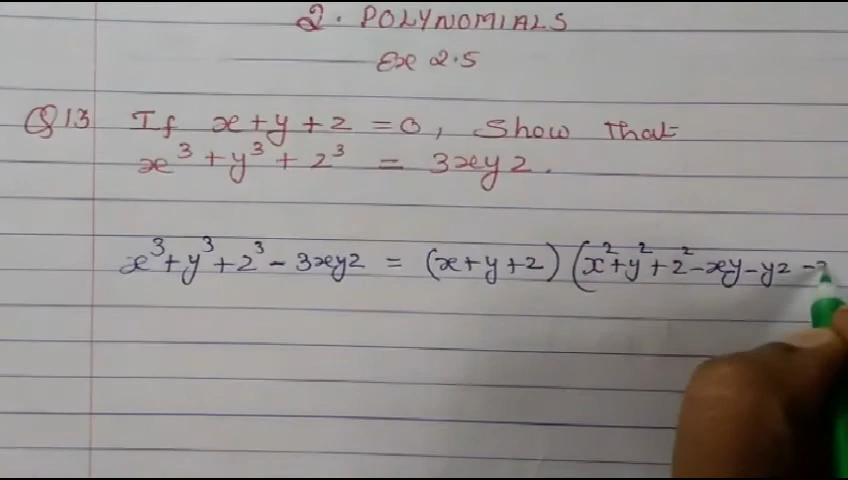 2. POLYNOMIALS
Ex 2.5
Q13 If x+y+z=0, Show that
x³+y³+z³ = 3xyz.
x³+y³+z³-3xyz = (x+y+z)(x²+y²+z²-xy-yz-